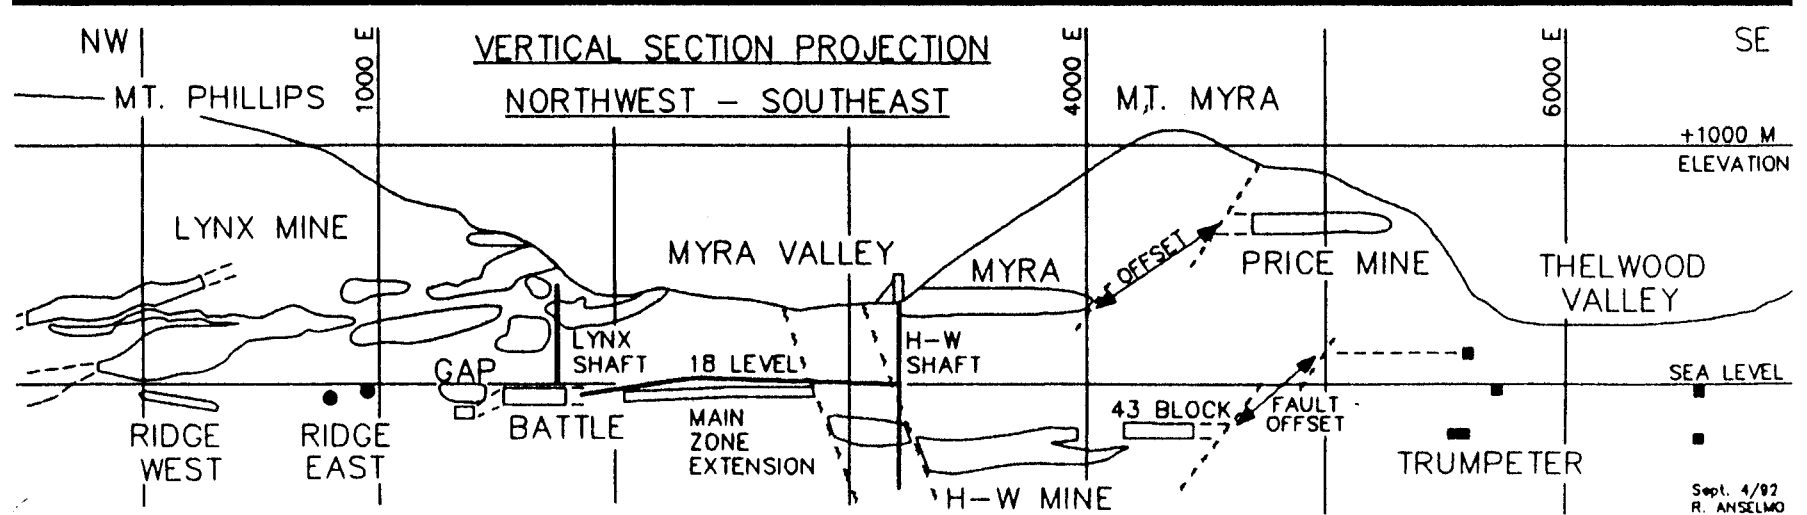 NW
1000 E
VERTICAL SECTION PROJECTION
NORTHWEST – SOUTHEAST
4000 E
6000 E
SE
MT. PHILLIPS
MT. MYRA
+1000 M
ELEVATION
LYNX MINE
MYRA VALLEY
MYRA
OFFSET
PRICE MINE
THELWOOD
VALLEY
LYNX
SHAFT
H–W
SHAFT
18 LEVEL
GAP
SEA LEVEL
BATTLE
MAIN
ZONE
EXTENSION
43 BLOCK
FAULT
OFFSET
RIDGE
WEST
RIDGE
EAST
TRUMPETER
H–W MINE
Sept. 4/92
R. ANSELMO